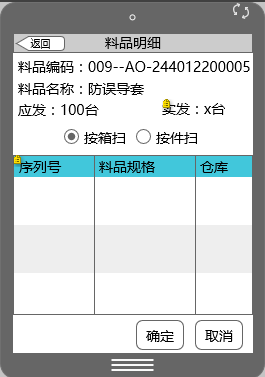 返回 料品明细
料品编码：009--AO-244012200005
料品名称：防误导套
应发：100台 实发：x台
按箱扫 按件扫
序列号 料品规格 仓库
确定 取消